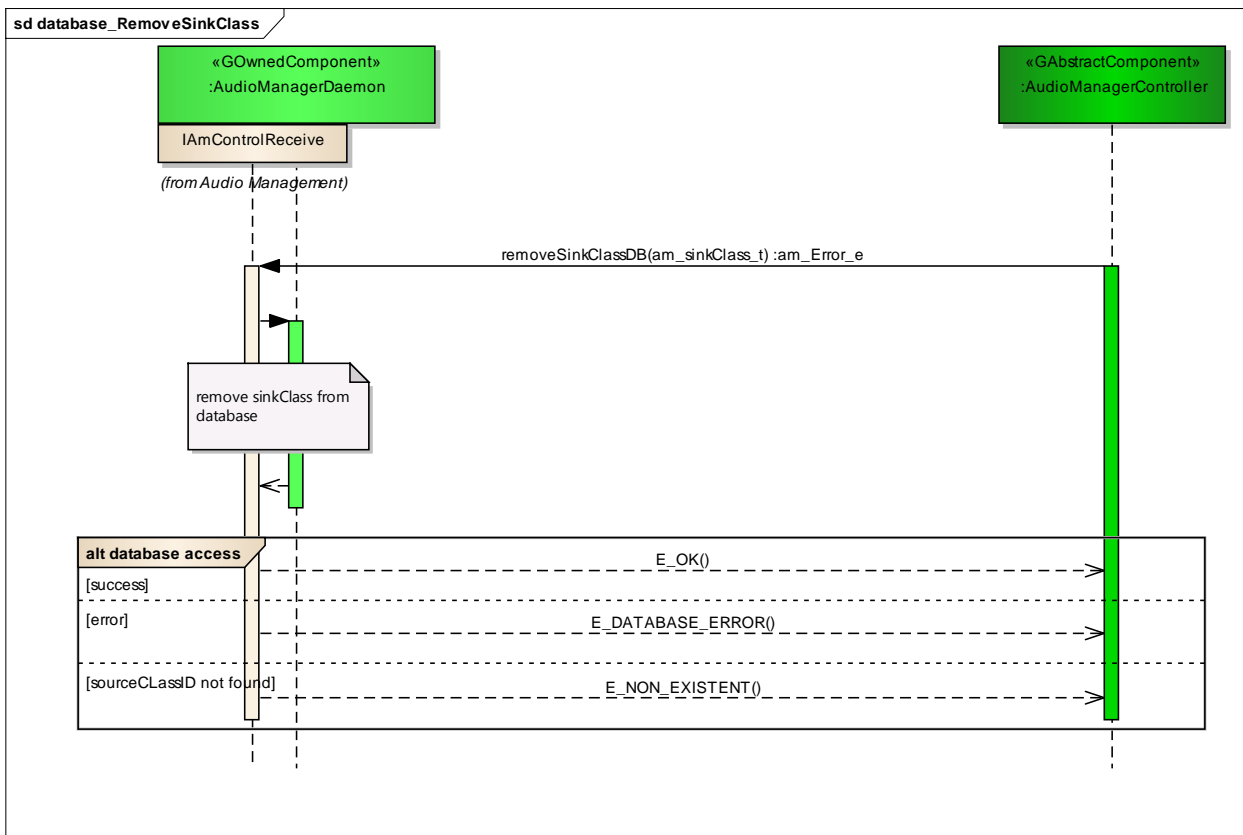 sd database_RemoveSinkClass
«GOwnedComponent»
:AudioManagerDaemon
«GAbstractComponent»
:AudioManagerController
IAmControlReceive
(from Audio Management)
removeSinkClassDB(am_sinkClass_t) :am_Error_e
remove sinkClass from
database
alt database access
E_OK()
[success]
[error]
E_DATABASE_ERROR()
[sourceCLassID not found]
E_NON_EXISTENT()